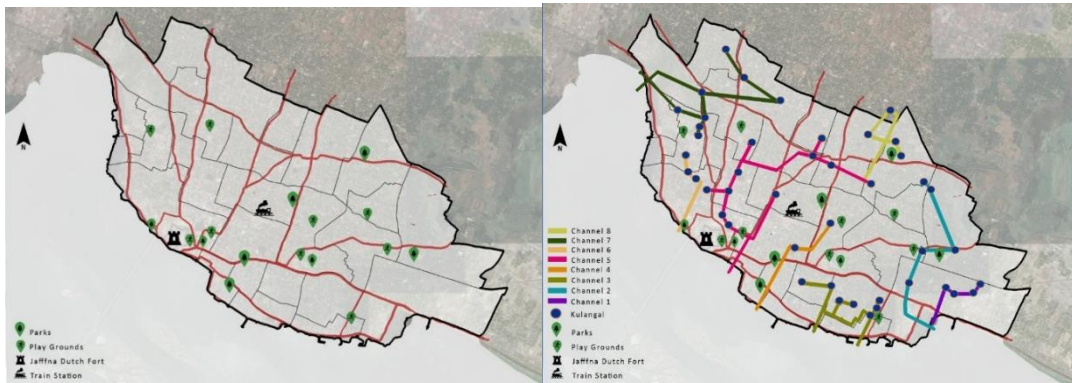 N
Parks
Play Grounds
Jaffna Dutch Fort
Train Station
N
Channel 8
Channel 7
Channel 6
Channel 5
Channel 4
Channel 3
Channel 2
Channel 1
Kulangal
Parks
Play Grounds
Jaffna Dutch Fort
Train Station